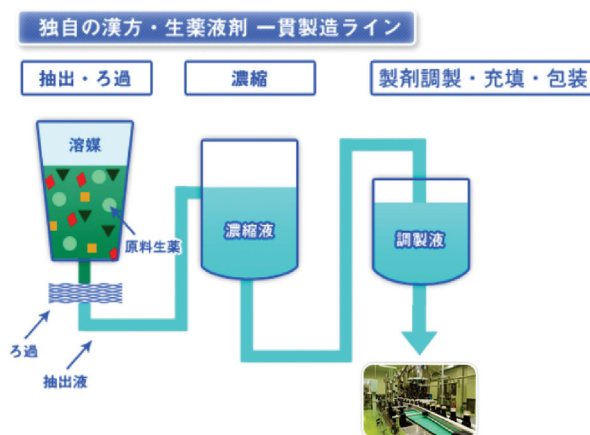 独自の漢方・生薬液剤 一貫製造ライン
抽出・ろ過
濃縮
製剤調製・充填・包装
溶媒
原料生薬
濃縮液
調製液
ろ過
抽出液